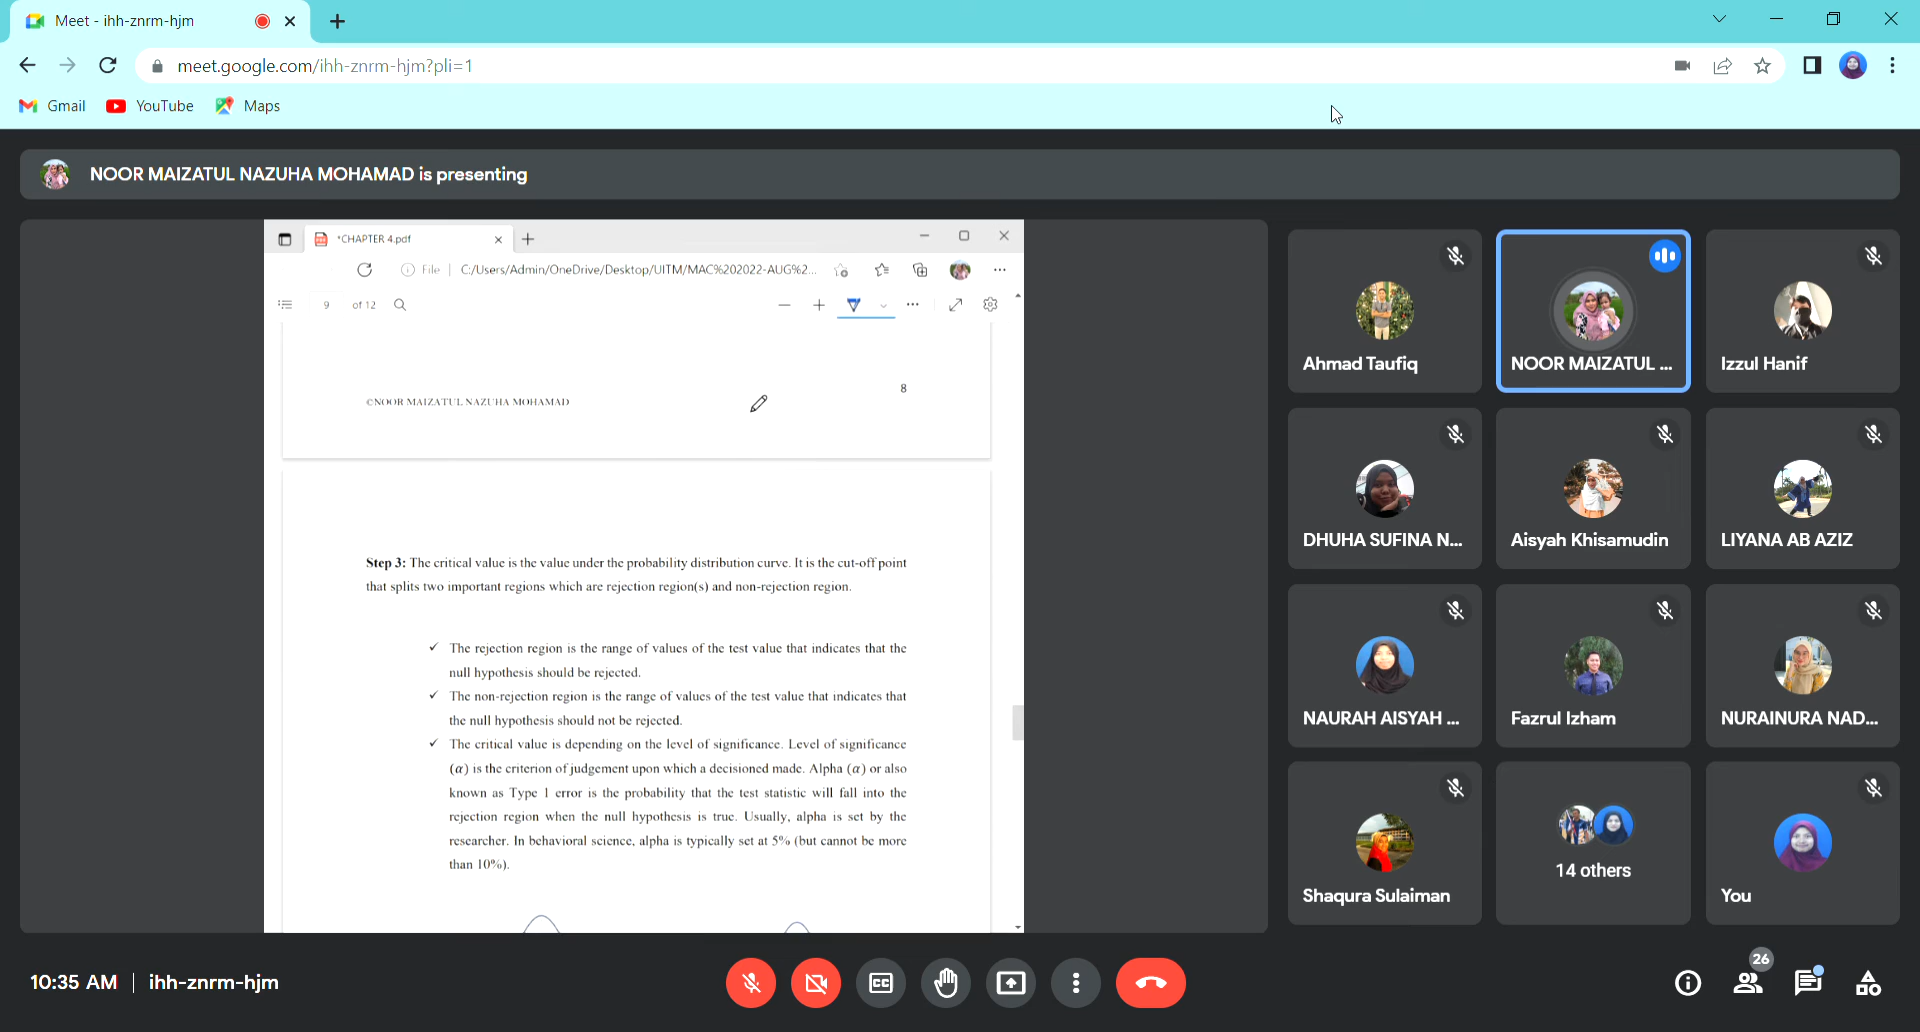 Meet - ihh-znrm-hjm
meet.google.com/ihh-znrm-hjm?pli=1
Gmail YouTube Maps
NOOR MAIZATUL NAZUHA MOHAMAD is presenting
*CHAPTER 4.pdf
File C:/Users/Admin/OneDrive/Desktop/UITM/MAC%202022-AUG%2...
9 of 12
©NOOR MAIZATUL NAZUHA MOHAMAD
8
Step 3: The critical value is the value under the probability distribution curve. It is the cut-off point
that splits two important regions which are rejection region(s) and non-rejection region.
✓ The rejection region is the range of values of the test value that indicates that the
null hypothesis should be rejected.
✓ The non-rejection region is the range of values of the test value that indicates that
the null hypothesis should not be rejected.
✓ The critical value is depending on the level of significance. Level of significance
(α) is the criterion of judgement upon which a decisioned made. Alpha (α) or also
known as Type 1 error is the probability that the test statistic will fall into the
rejection region when the null hypothesis is true. Usually, alpha is set by the
researcher. In behavioral science, alpha is typically set at 5% (but cannot be more
than 10%).
Ahmad Taufiq
NOOR MAIZATUL ...
Izzul Hanif
DHUHA SUFINA N...
Aisyah Khisamudin
LIYANA AB AZIZ
NAURAH AISYAH ...
Fazrul Izham
NURAINURA NAD...
Shaqura Sulaiman
14 others
You
10:35 AM | ihh-znrm-hjm
CC
26